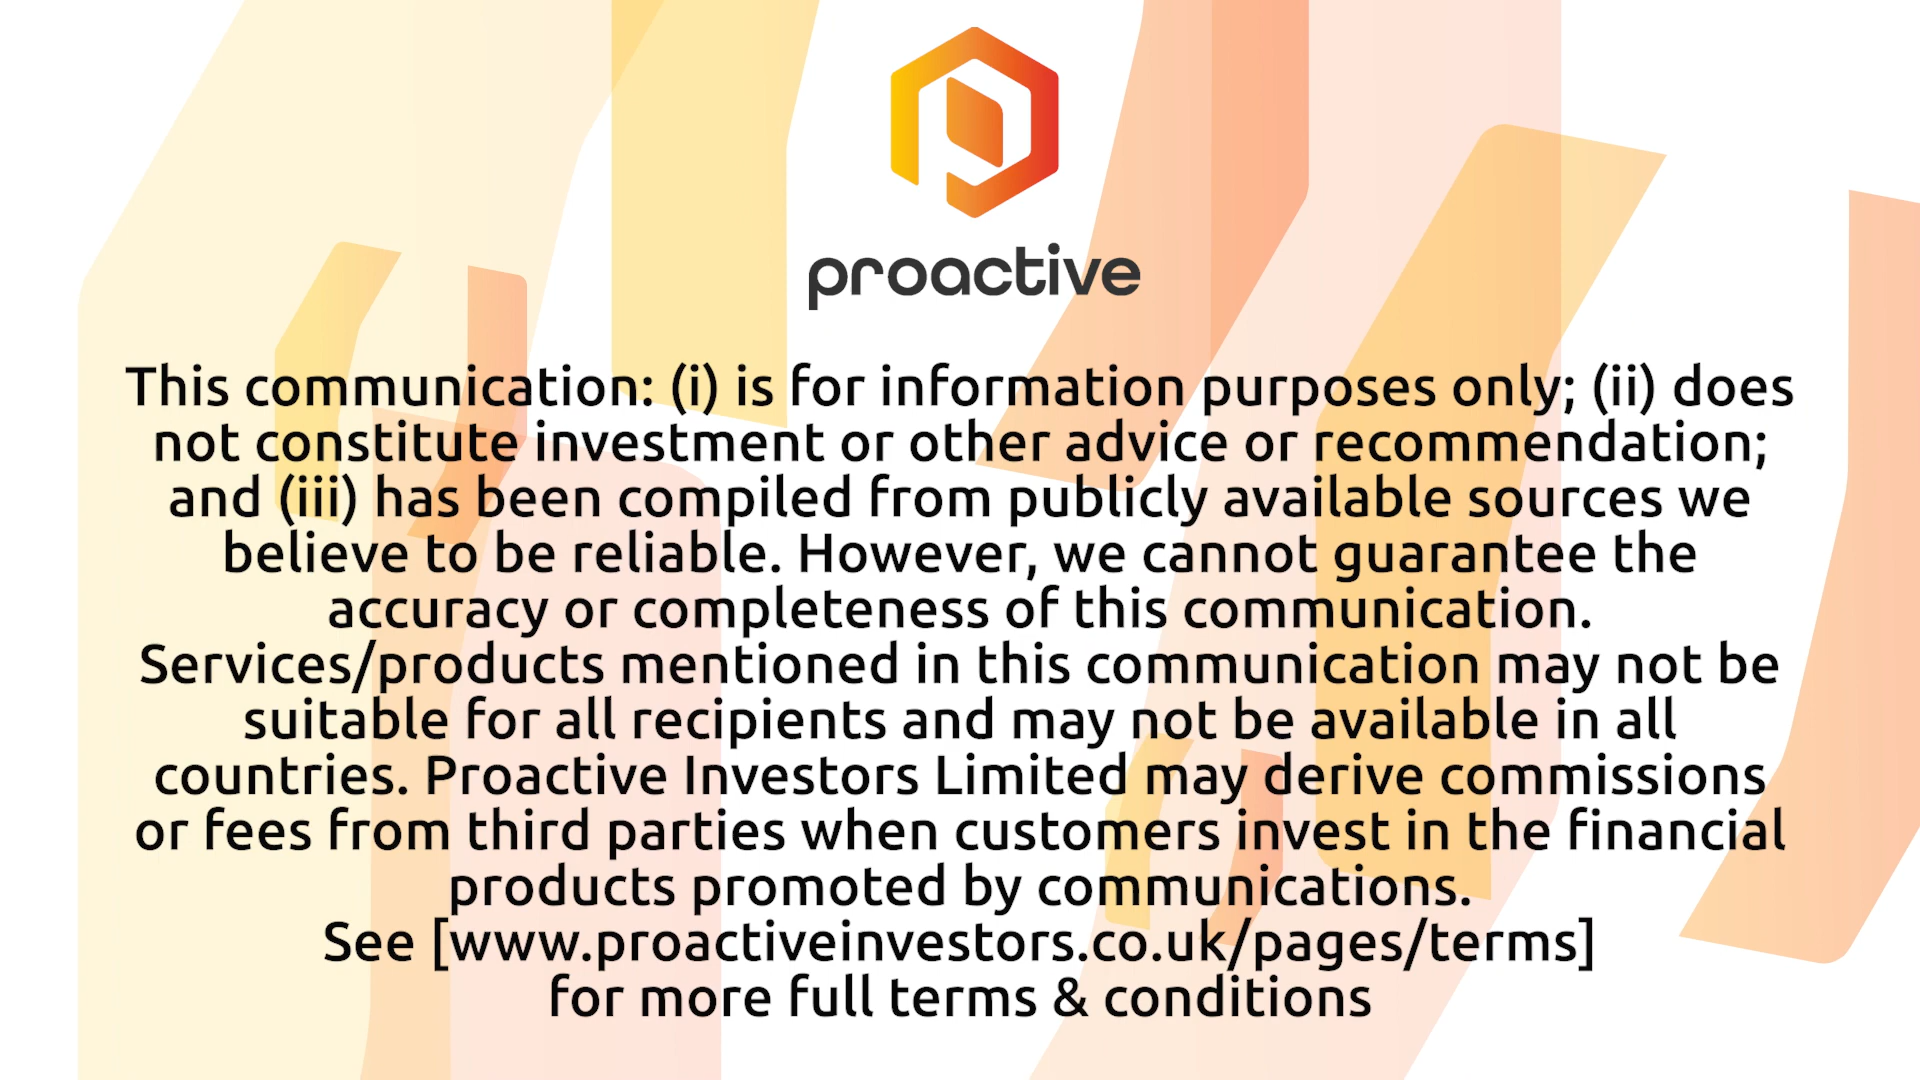 proactive
This communication: (i) is for information purposes only; (ii) does
not constitute investment or other advice or recommendation;
and (iii) has been compiled from publicly available sources we
believe to be reliable. However, we cannot guarantee the
accuracy or completeness of this communication.
Services/products mentioned in this communication may not be
suitable for all recipients and may not be available in all
countries. Proactive Investors Limited may derive commissions
or fees from third parties when customers invest in the financial
products promoted by communications.
See [www.proactiveinvestors.co.uk/pages/terms]
for more full terms & conditions